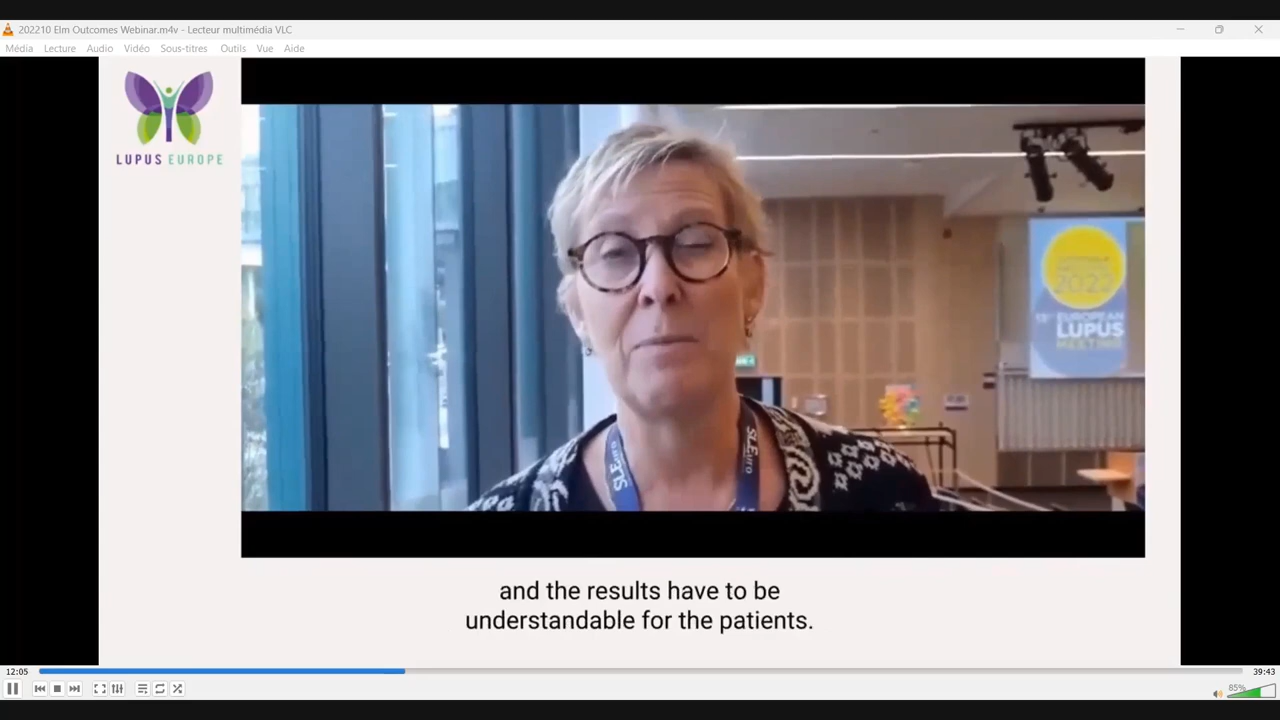 202210 Elm Outcomes Webinar.m4v - Lecteur multimédia VLC
Média Lecture Audio Vidéo Sous-titres Outils Vue Aide
LUPUS EUROPE
2022
13th EUROPEAN
LUPUS
MEETING
SLEuro
SLEuro
and the results have to be
understandable for the patients.
12:05
39:43
85%